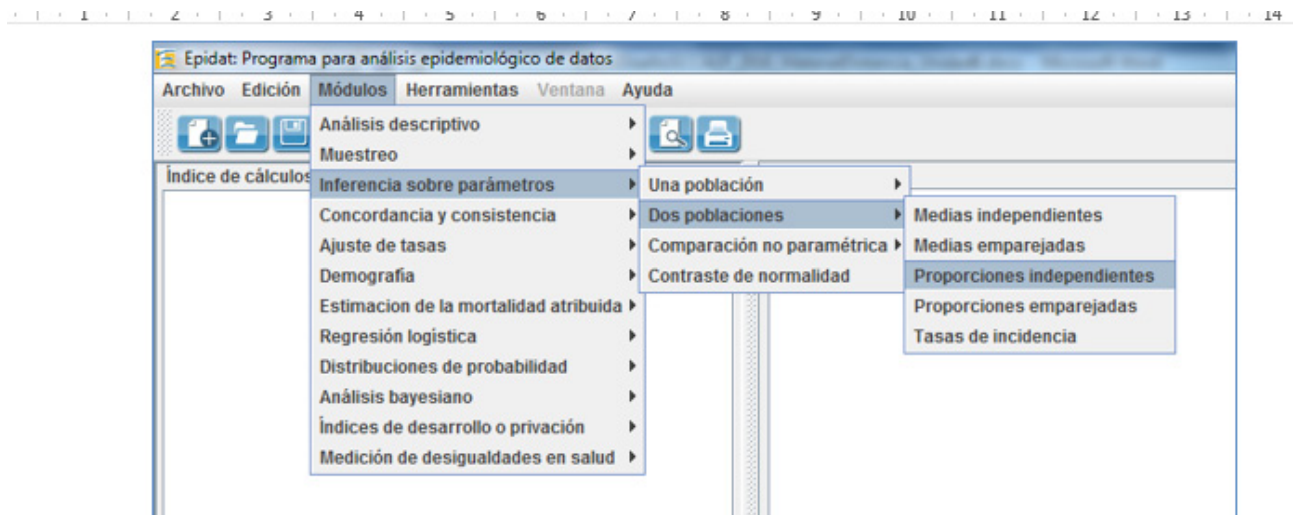 1 2 3 4 5 6 7 8 9 10 11 12 13 14
Epidat: Programa para análisis epidemiológico de datos
Archivo Edición Módulos Herramientas Ventana Ayuda
Índice de cálculos
Análisis descriptivo
Muestreo
Inferencia sobre parámetros
Concordancia y consistencia
Ajuste de tasas
Demografía
Estimacion de la mortalidad atribuida
Regresión logística
Distribuciones de probabilidad
Análisis bayesiano
Índices de desarrollo o privación
Medición de desigualdades en salud
Una población
Dos poblaciones
Comparación no paramétrica
Contraste de normalidad
Medias independientes
Medias emparejadas
Proporciones independientes
Proporciones emparejadas
Tasas de incidencia